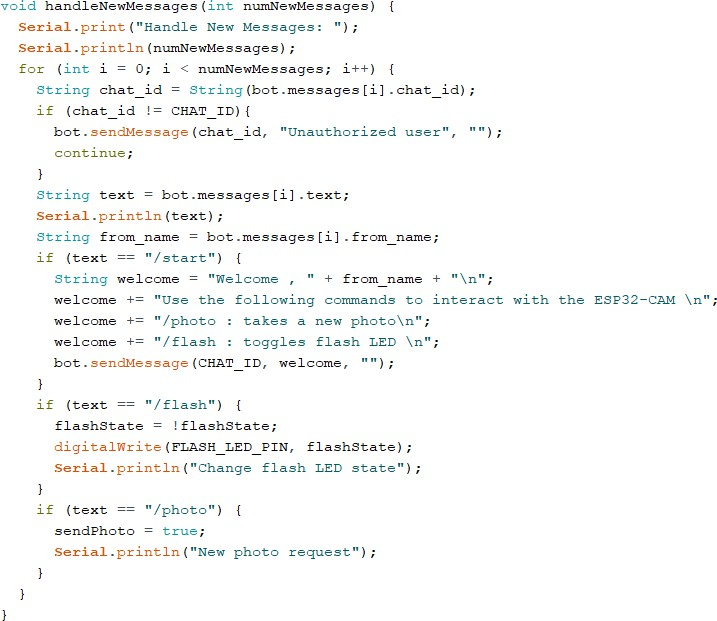 void handleNewMessages(int numNewMessages) {
  Serial.print("Handle New Messages: ");
  Serial.println(numNewMessages);
  for (int i = 0; i < numNewMessages; i++) {
    String chat_id = String(bot.messages[i].chat_id);
    if (chat_id != CHAT_ID){
      bot.sendMessage(chat_id, "Unauthorized user", "");
      continue;
    }
    String text = bot.messages[i].text;
    Serial.println(text);
    String from_name = bot.messages[i].from_name;
    if (text == "/start") {
      String welcome = "Welcome , " + from_name + "\n";
      welcome += "Use the following commands to interact with the ESP32-CAM \n";
      welcome += "/photo : takes a new photo\n";
      welcome += "/flash : toggles flash LED \n";
      bot.sendMessage(CHAT_ID, welcome, "");
    }
    if (text == "/flash") {
      flashState = !flashState;
      digitalWrite(FLASH_LED_PIN, flashState);
      Serial.println("Change flash LED state");
    }
    if (text == "/photo") {
      sendPhoto = true;
      Serial.println("New photo request");
    }
  }
}